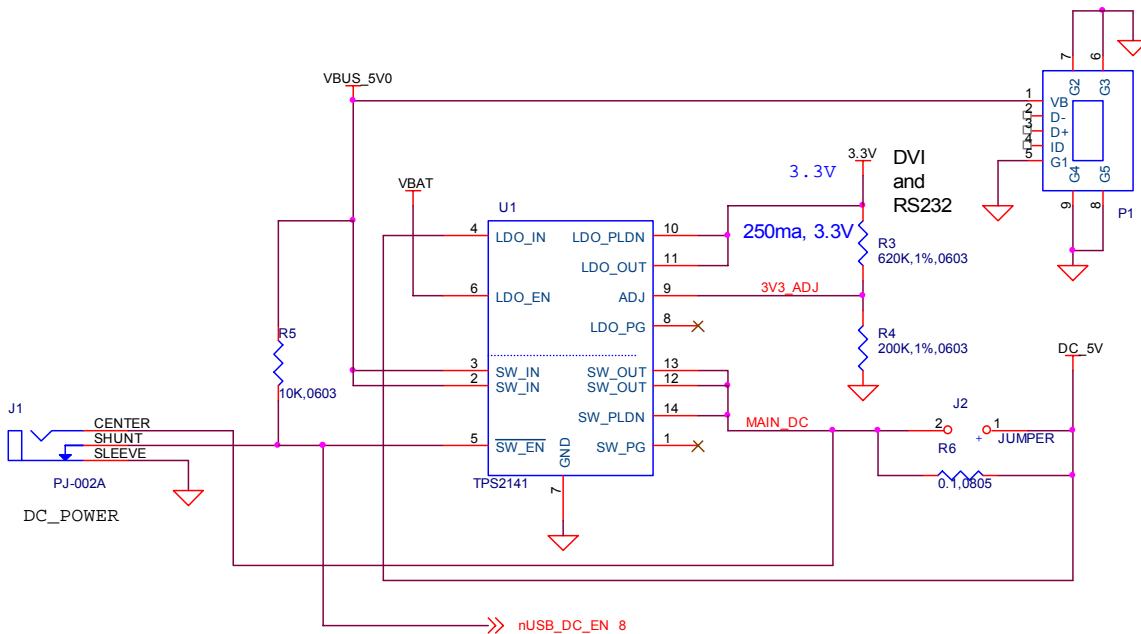 7
6
VBUS_5V0
G2
G3
1
VB
2
D-
3
D+
4
ID
5
G1
G4
G5
9
8
P1
3.3V
3.3V
DVI
and
RS232
VBAT
U1
250ma, 3.3V
4
LDO_IN
LDO_PLDN
10
LDO_OUT
11
R3
620K,1%,0603
6
LDO_EN
ADJ
9
3V3_ADJ
LDO_PG
8
R4
200K,1%,0603
R5
10K,0603
3
SW_IN
2
SW_IN
SW_OUT
13
SW_OUT
12
DC_5V
SW_PLDN
14
MAIN_DC
J2
2
1
+
JUMPER
R6
0.1,0805
J1
CENTER
SHUNT
SLEEVE
PJ-002A
DC_POWER
5
SW_EN
GND
SW_PG
1
TPS2141
7
nUSB_DC_EN 8